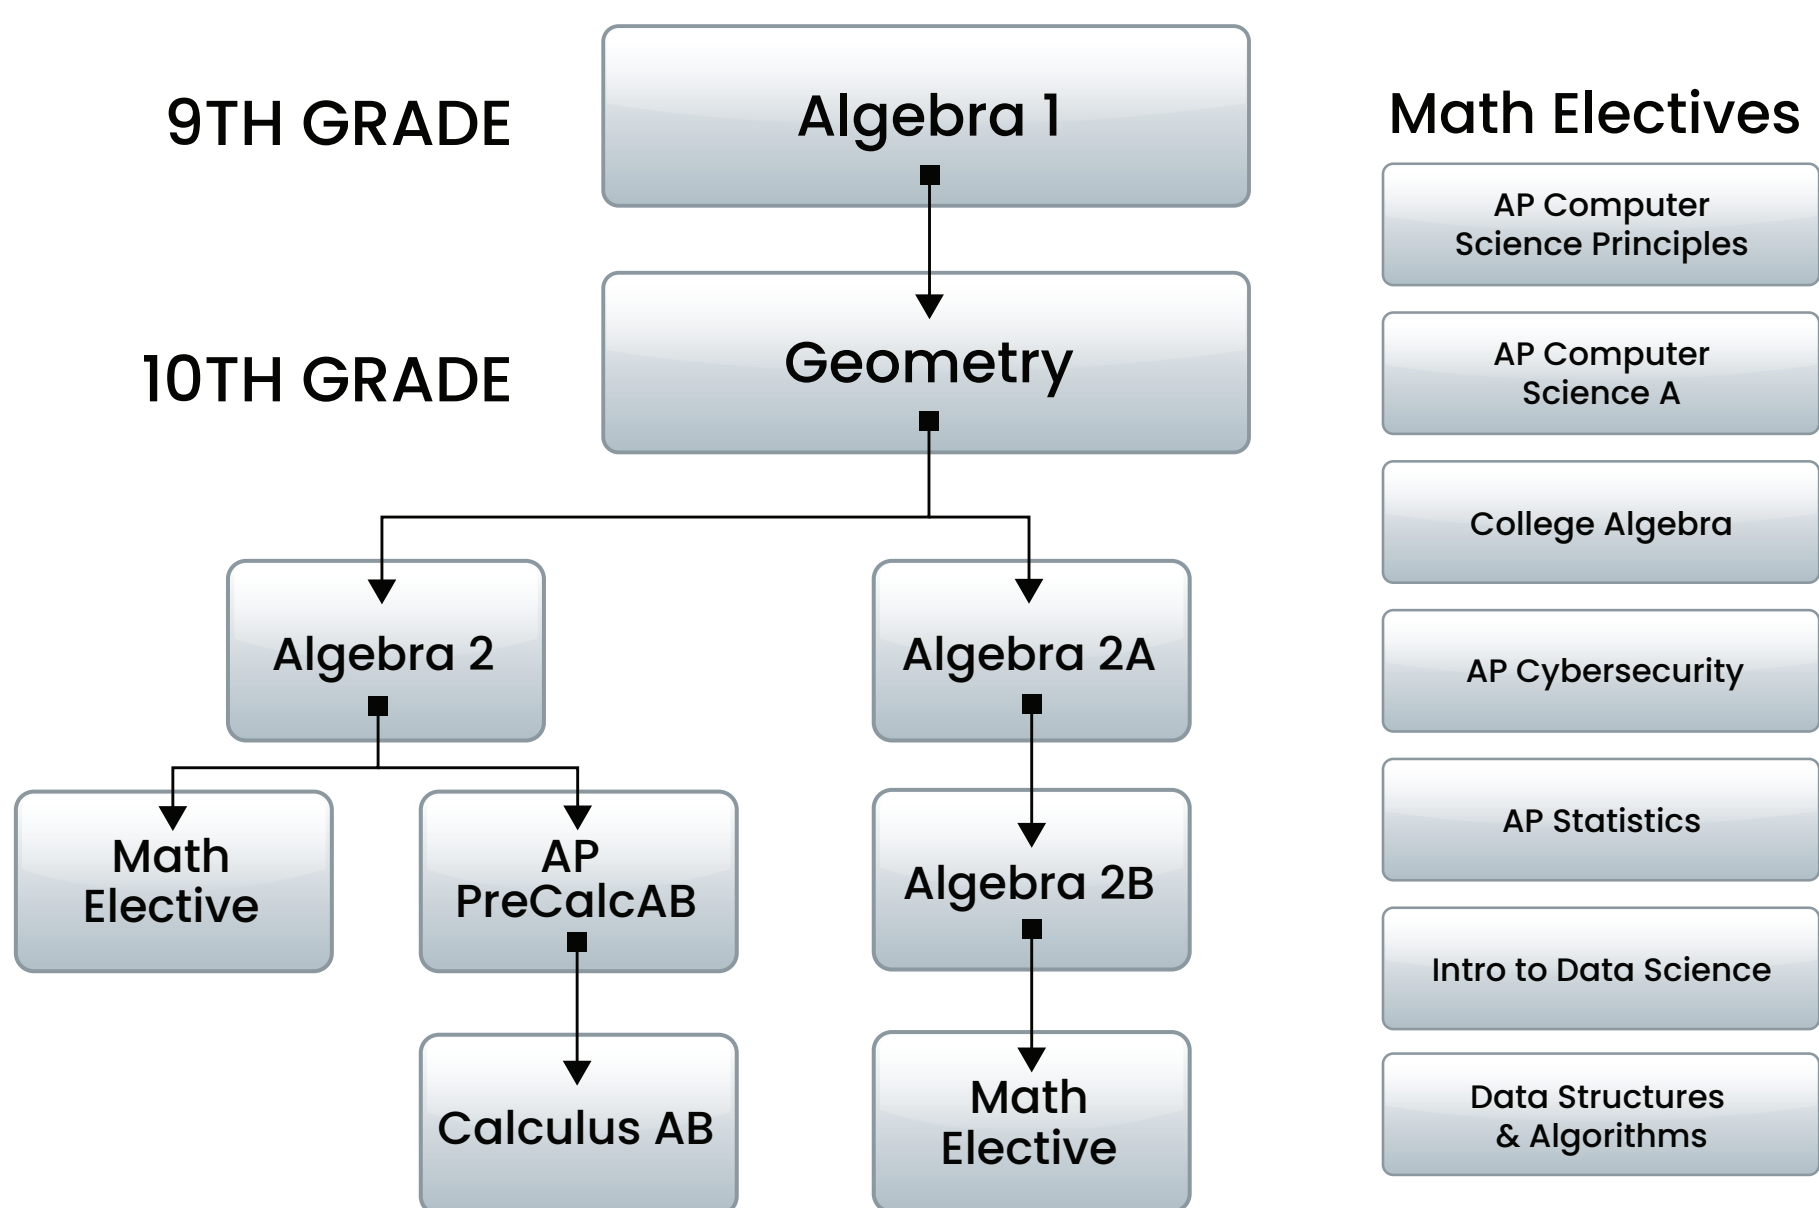 9TH GRADE
Algebra 1
10TH GRADE
Geometry
Algebra 2
Algebra 2A
Math
Elective
AP
PreCalcAB
Algebra 2B
Calculus AB
Math
Elective
Math Electives
AP Computer
Science Principles
AP Computer
Science A
College Algebra
AP Cybersecurity
AP Statistics
Intro to Data Science
Data Structures
& Algorithms